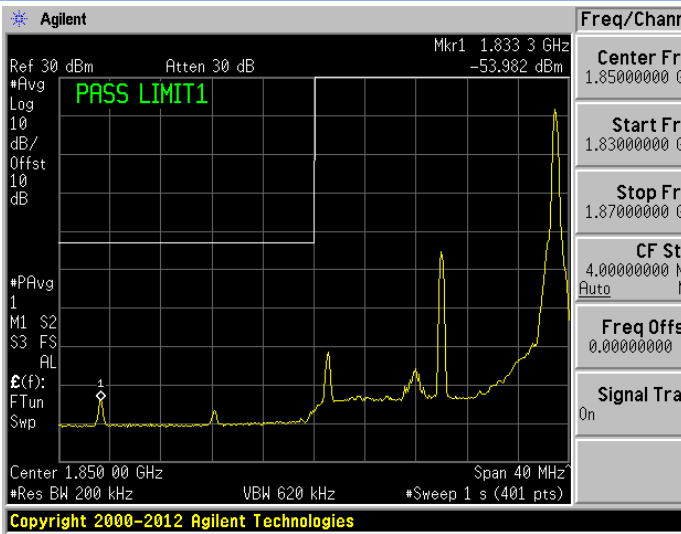 Agilent
Freq/Chann
Mkr1 1.833 3 GHz
Ref 30 dBm Atten 30 dB -53.982 dBm
#Avg
Log
10
dB/
Offst
10
dB
PASS LIMIT1
#PAvg
1
M1 S2
S3 FS
AL
£(f):
FTun
Swp
1
Center 1.850 00 GHz Span 40 MHz^
#Res BW 200 kHz VBW 620 kHz #Sweep 1 s (401 pts)
Copyright 2000-2012 Agilent Technologies
Center Fr
1.85000000 G
Start Fr
1.83000000 G
Stop Fr
1.87000000 G
CF St
4.00000000 M
Auto
Freq Offs
0.00000000
Signal Tra
On